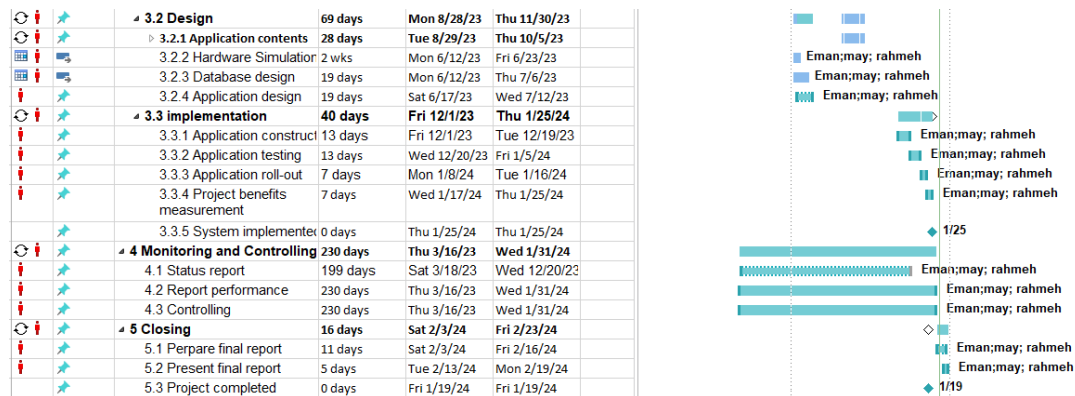 3.2 Design 69 days Mon 8/28/23 Thu 11/30/23
3.2.1 Application contents 28 days Tue 8/29/23 Thu 10/5/23
3.2.2 Hardware Simulation 2 wks Mon 6/12/23 Fri 6/23/23 Eman;may; rahmeh
3.2.3 Database design 19 days Mon 6/12/23 Thu 7/6/23 Eman;may; rahmeh
3.2.4 Application design 19 days Sat 6/17/23 Wed 7/12/23 Eman;may; rahmeh
3.3 implementation 40 days Fri 12/1/23 Thu 1/25/24
3.3.1 Application construct 13 days Fri 12/1/23 Tue 12/19/23 Eman;may; rahmeh
3.3.2 Application testing 13 days Wed 12/20/23 Fri 1/5/24 Eman;may; rahmeh
3.3.3 Application roll-out 7 days Mon 1/8/24 Tue 1/16/24 Eman;may; rahmeh
3.3.4 Project benefits 7 days Wed 1/17/24 Thu 1/25/24 Eman;may; rahmeh
measurement
3.3.5 System implemented 0 days Thu 1/25/24 Thu 1/25/24 1/25
4 Monitoring and Controlling 230 days Thu 3/16/23 Wed 1/31/24
4.1 Status report 199 days Sat 3/18/23 Wed 12/20/23 Eman;may; rahmeh
4.2 Report performance 230 days Thu 3/16/23 Wed 1/31/24 Eman;may; rahmeh
4.3 Controlling 230 days Thu 3/16/23 Wed 1/31/24 Eman;may; rahmeh
5 Closing 16 days Sat 2/3/24 Fri 2/23/24
5.1 Perpare final report 11 days Sat 2/3/24 Fri 2/16/24 Eman;may; rahmeh
5.2 Present final report 5 days Tue 2/13/24 Mon 2/19/24 Eman;may; rahmeh
5.3 Project completed 0 days Fri 1/19/24 Fri 1/19/24 1/19